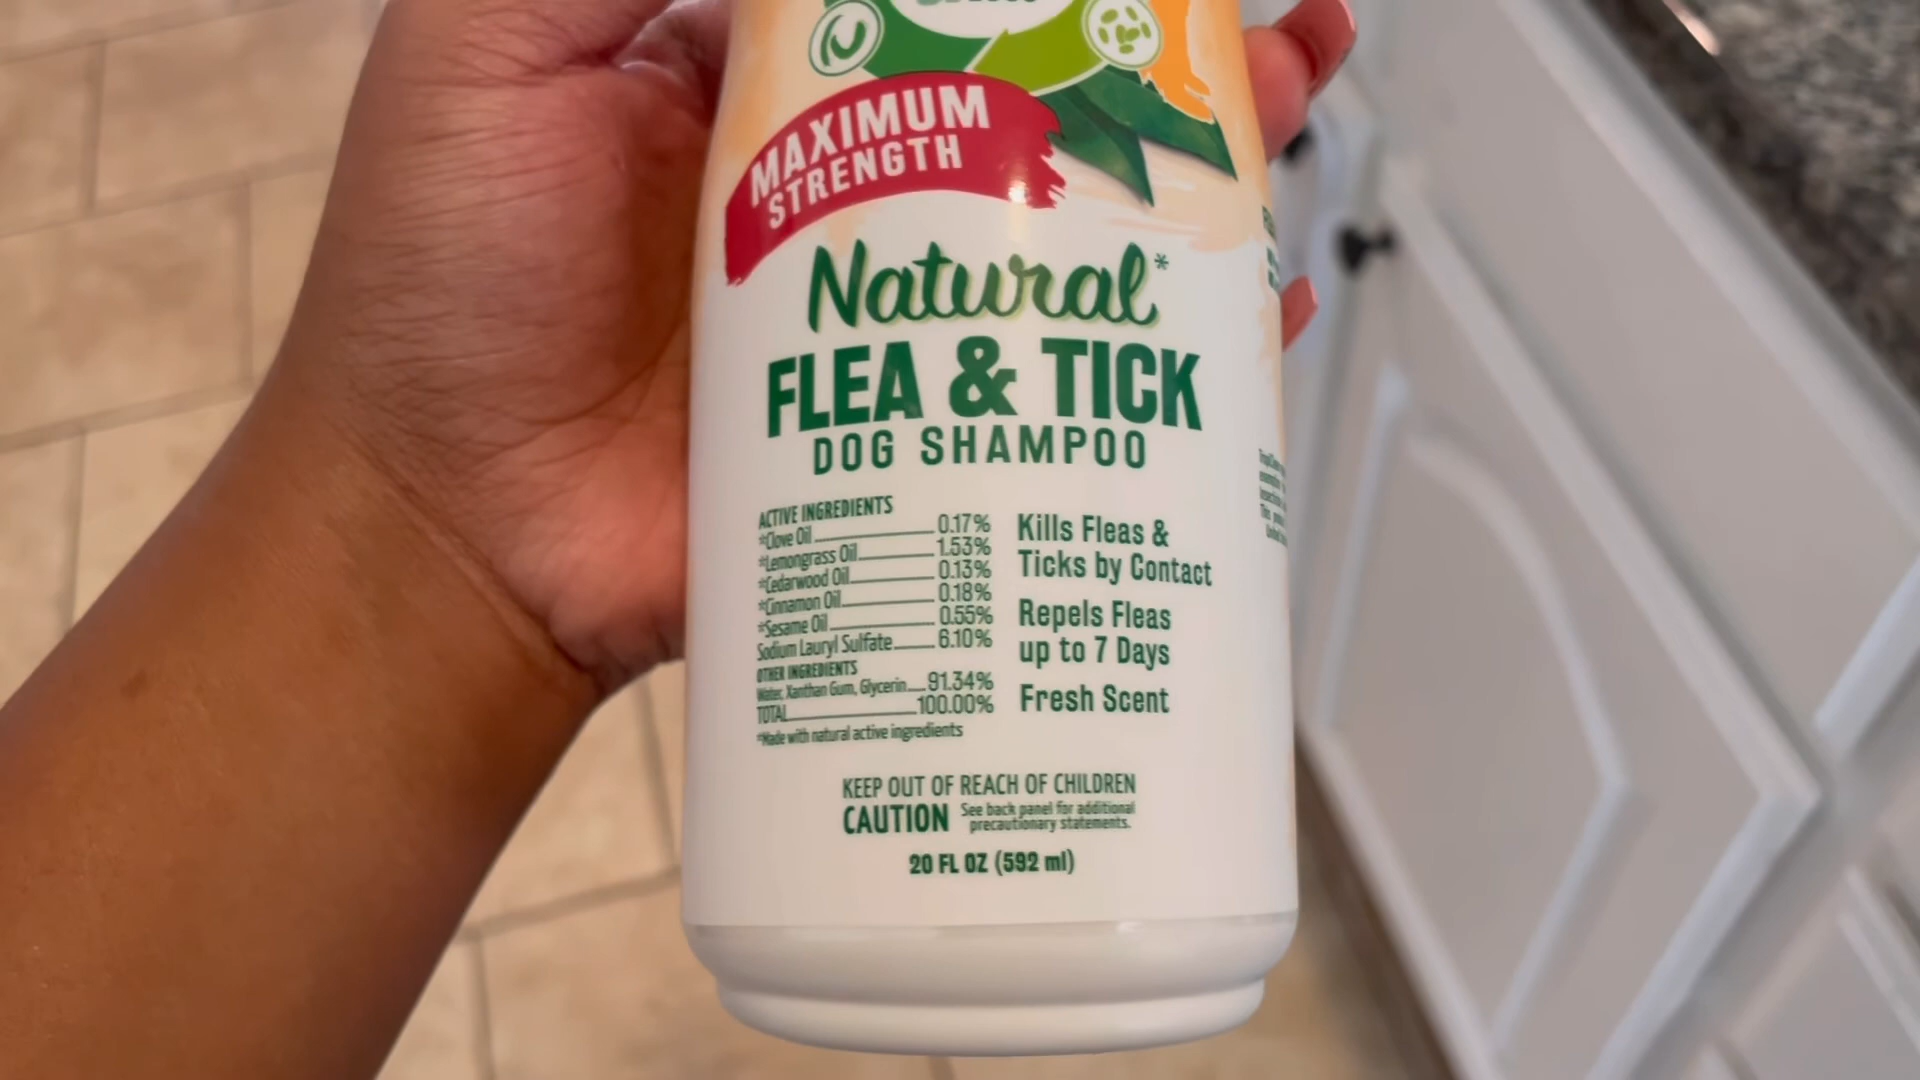 MAXIMUM
STRENGTH
Natural*
FLEA & TICK
DOG SHAMPOO
ACTIVE INGREDIENTS
*Clove Oil 0.17%
*Lemongrass Oil 1.53%
*Cedarwood Oil 0.13%
*Cinnamon Oil 0.18%
*Sesame Oil 0.55%
Sodium Lauryl Sulfate 6.10%
OTHER INGREDIENTS
Water, Xanthan Gum, Glycerin 91.34%
TOTAL 100.00%
*Made with natural active ingredients
Kills Fleas &
Ticks by Contact
Repels Fleas
up to 7 Days
Fresh Scent
KEEP OUT OF REACH OF CHILDREN
CAUTION See back panel for additional
precautionary statements.
20 FL OZ (592 ml)